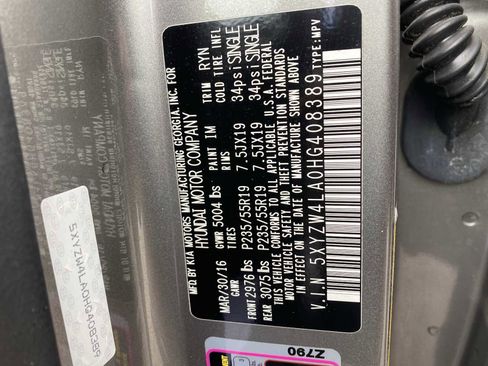 MFD.BY KIA MOTORS MANUFACTURING GEORGIA, INC. FOR
HYUNDAI MOTOR COMPANY
MAR/30/16 GVWR 5004 lbs PAINT IM TRIM RYN
GAWR TIRES RIMS COLD TIRE INFL
FRONT 2976 lbs P235/55R19 7.5JX19 34psi SINGLE
REAR 3075 lbs P235/55R19 7.5JX19 34psi SINGLE
THIS VEHICLE CONFORMS TO ALL APPLICABLE U.S.A. FEDERAL
MOTOR VEHICLE SAFETY AND THEFT PREVENTION STANDARDS
IN EFFECT ON THE DATE OF MANUFACTURE SHOWN ABOVE.
V.I.N: 5XYZW4LA0HG408389 TYPE:MPV
5XYZW4LA0HG408389
Z790